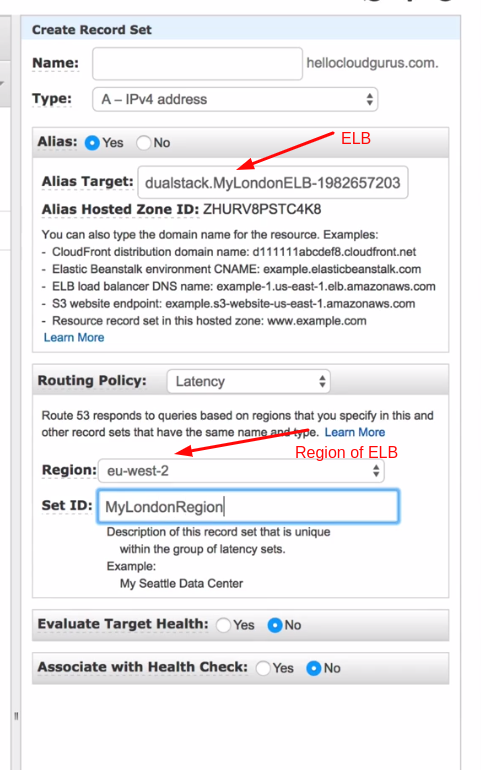 Create Record Set
Name: hellocloudgurus.com.
Type: A – IPv4 address
Alias: Yes No
ELB
Alias Target: dualstack.MyLondonELB-1982657203
Alias Hosted Zone ID: ZHURV8PSTC4K8
You can also type the domain name for the resource. Examples:
- CloudFront distribution domain name: d111111abcdef8.cloudfront.net
- Elastic Beanstalk environment CNAME: example.elasticbeanstalk.com
- ELB load balancer DNS name: example-1.us-east-1.elb.amazonaws.com
- S3 website endpoint: example.s3-website-us-east-1.amazonaws.com
- Resource record set in this hosted zone: www.example.com
Learn More
Routing Policy: Latency
Route 53 responds to queries based on regions that you specify in this and
other record sets that have the same name and type. Learn More
Region of ELB
Region: eu-west-2
Set ID: MyLondonRegion
Description of this record set that is unique
within the group of latency sets.
Example:
My Seattle Data Center
Evaluate Target Health: Yes No
Associate with Health Check: Yes No